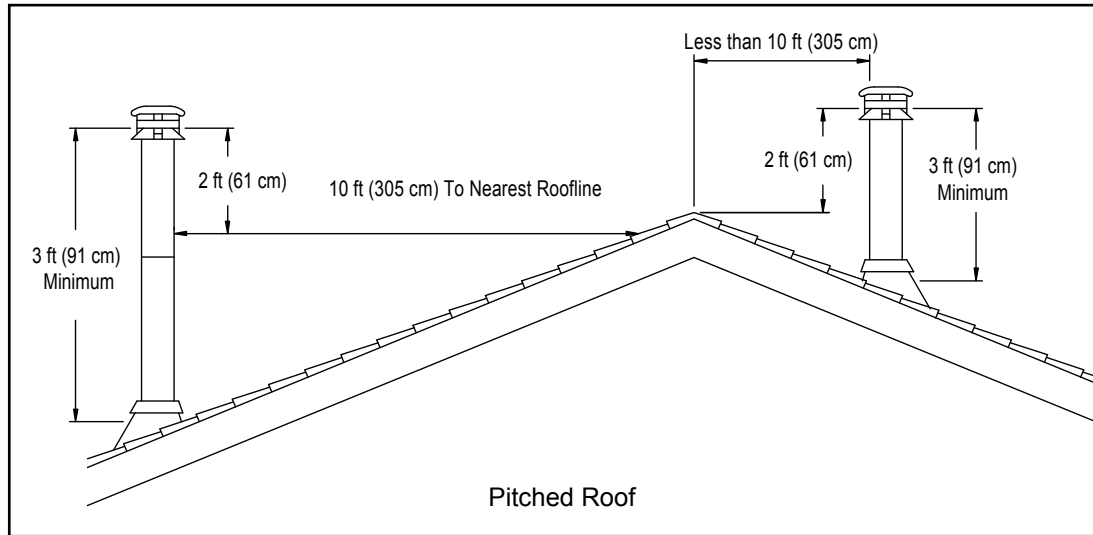 Less than 10 ft (305 cm)
2 ft (61 cm)
10 ft (305 cm) To Nearest Roofline
3 ft (91 cm)
Minimum
2 ft (61 cm)
3 ft (91 cm)
Minimum
Pitched Roof